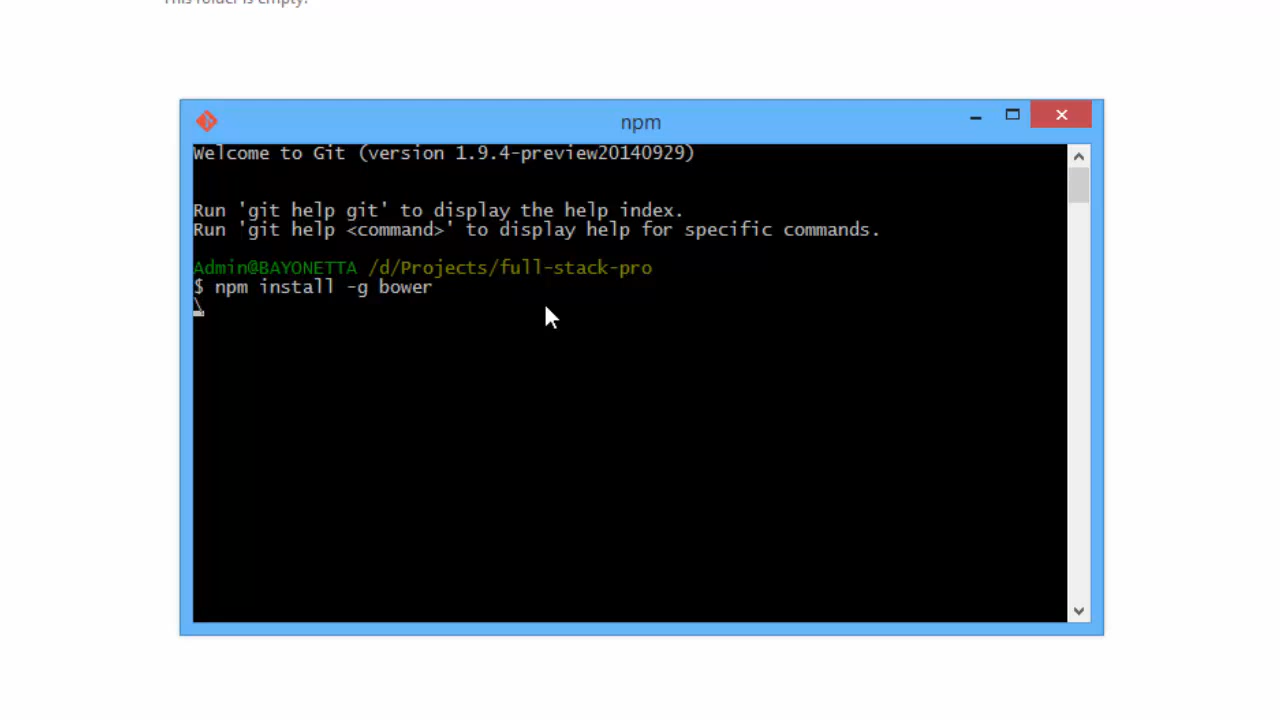 This folder is empty.
npm
Welcome to Git (version 1.9.4-preview20140929)
Run 'git help git' to display the help index.
Run 'git help <command>' to display help for specific commands.
Admin@BAYONETTA /d/Projects/full-stack-pro
$ npm install -g bower
\